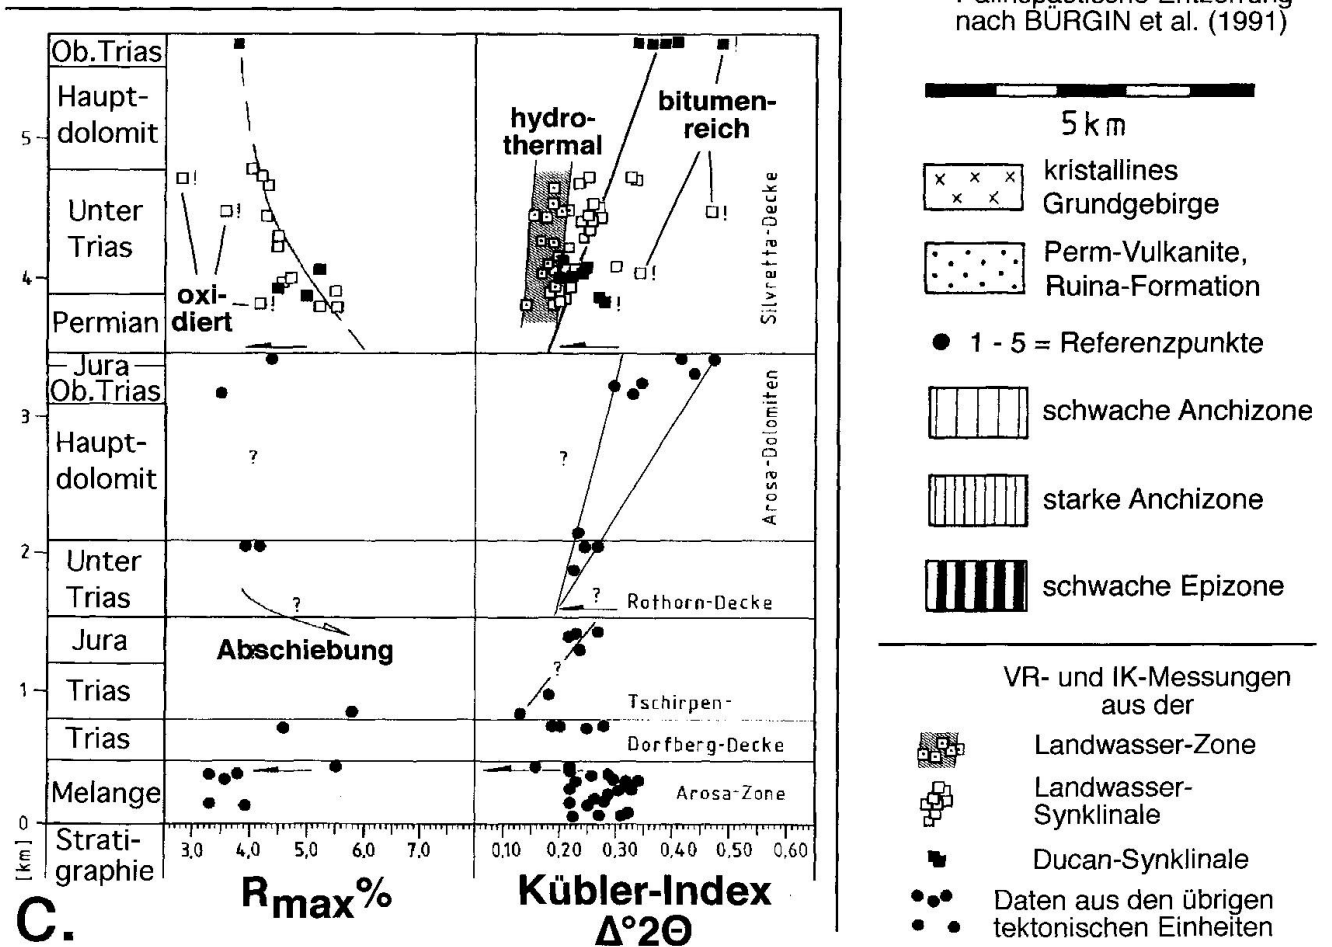 Palinspastische Entzerrung
nach BÜRGIN et al. (1991)
Ob.Trias
Haupt-
dolomit
5
Unter
Trias
4
Permian
Jura
Ob.Trias
3
Haupt-
dolomit
2
Unter
Trias
Jura
1
Trias
Trias
Melange
0
[km]
Strati-
graphie
!
!
oxi-
diert
!
?
?
Abschiebung
3,0 4,0 5,0 6,0 7,0
Rmax%
hydro-
thermal
bitumen-
reich
!
!
!
!
Silvretta-Decke
?
Arosa-Dolomiten
?
Rothorn-Decke
?
Tschirpen-
Dorfberg-Decke
Arosa-Zone
0,10 0,20 0,30 0,40 0,50 0,60
Kübler-Index
Δ°2Θ
C.
5km
kristallines
Grundgebirge
Perm-Vulkanite,
Ruina-Formation
1 - 5 = Referenzpunkte
schwache Anchizone
starke Anchizone
schwache Epizone
VR- und IK-Messungen
aus der
Landwasser-Zone
Landwasser-
Synklinale
Ducan-Synklinale
Daten aus den übrigen
tektonischen Einheiten